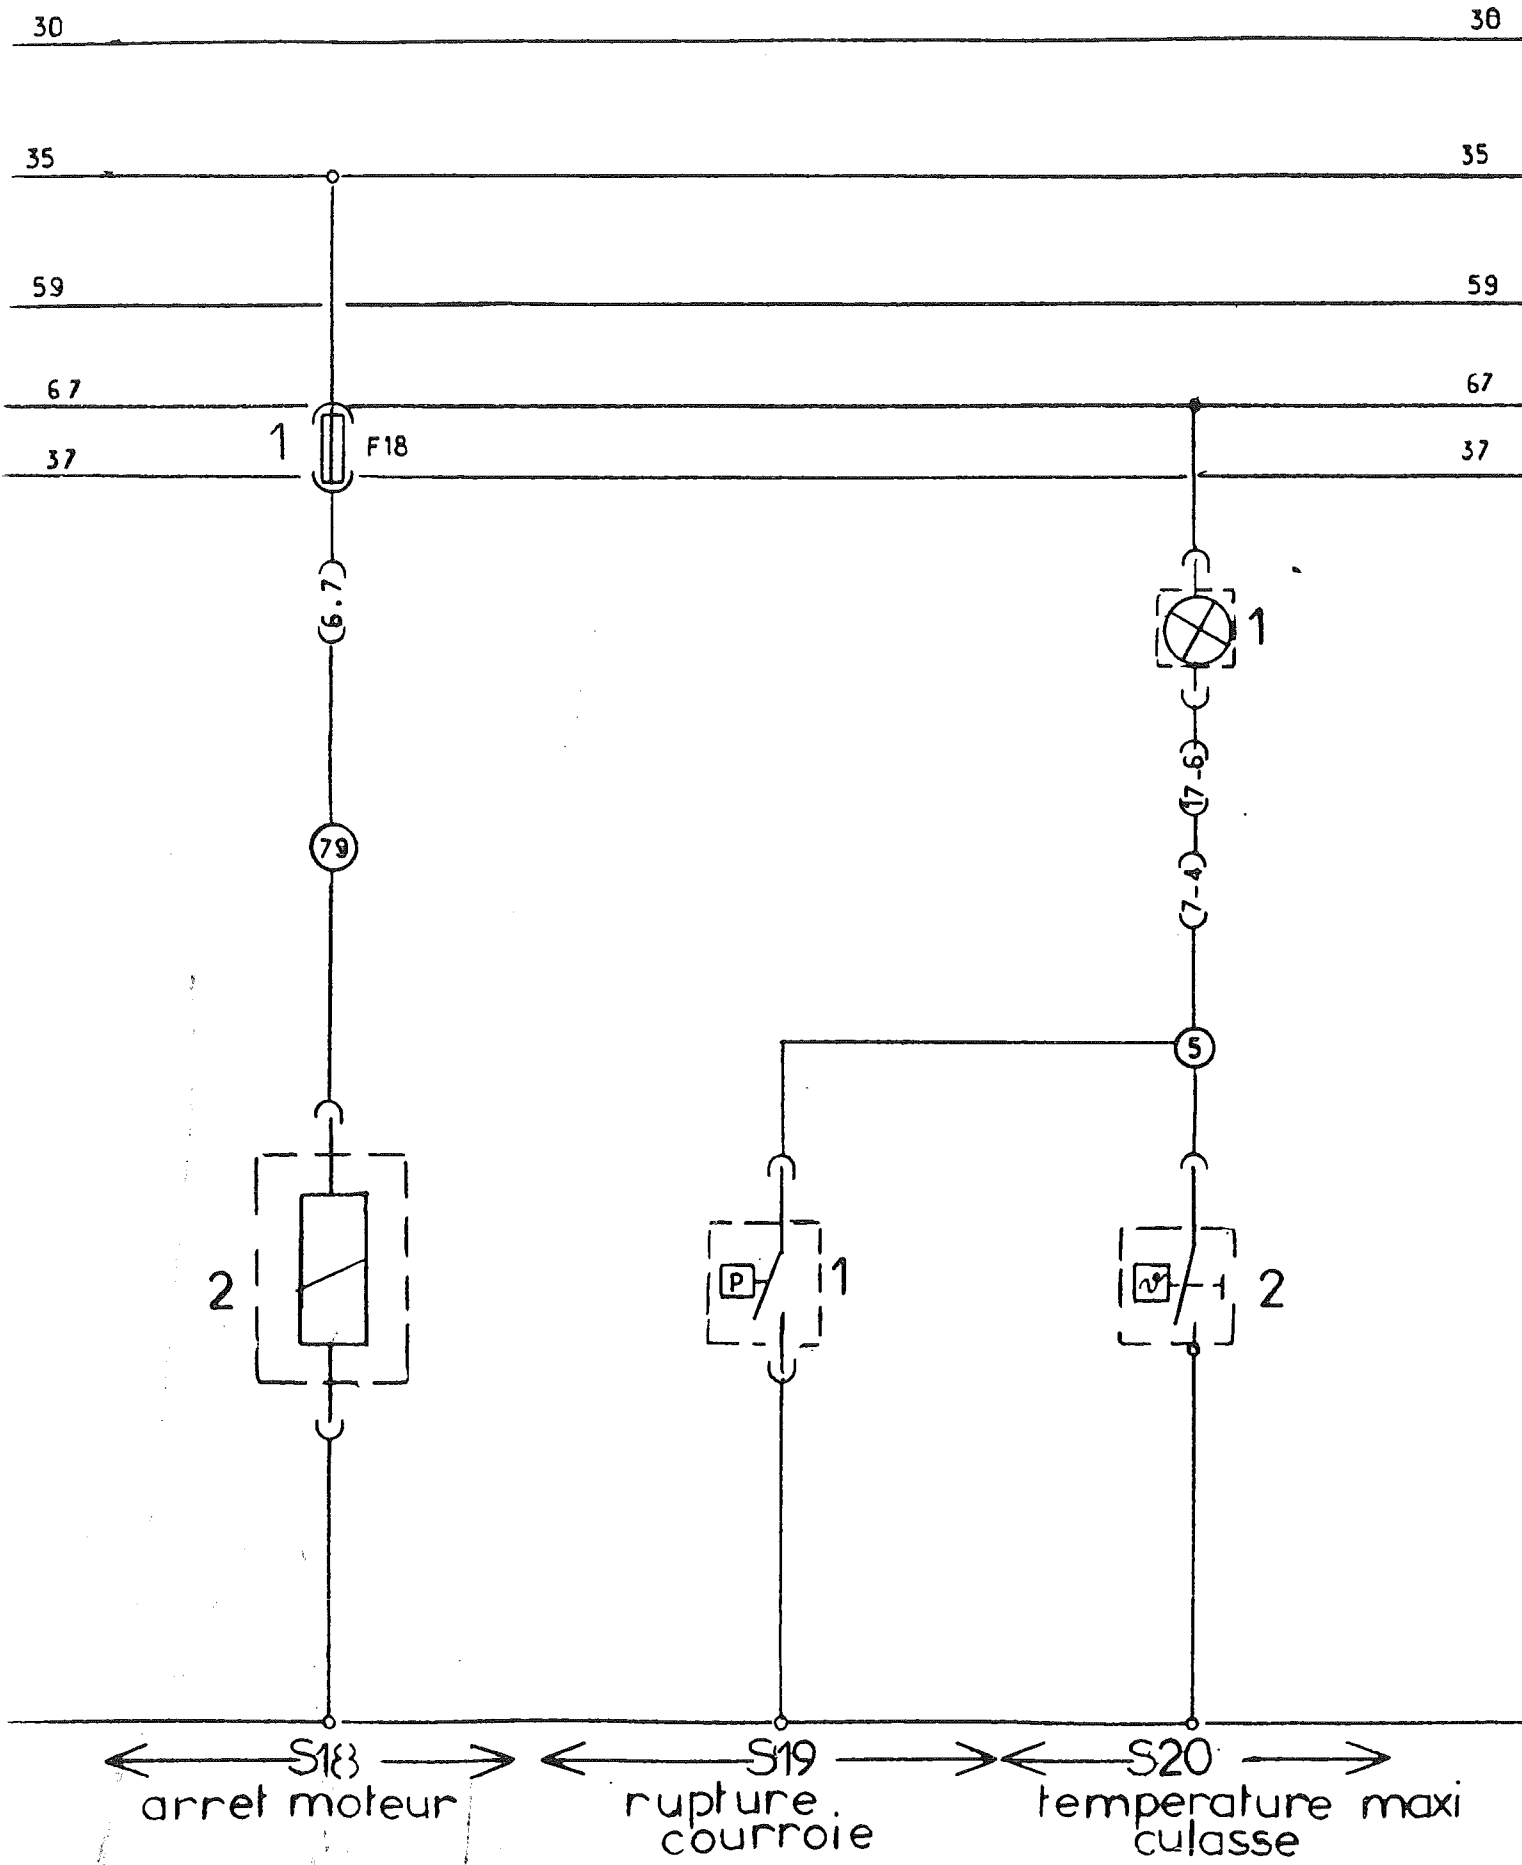 30 30
35 35
59 59
67 67
1 F18
37 37
6.7
1
17-6
79
7-4
5
2 P 1 2
S18 S19 S20
arret moteur rupture courroie temperature maxi culasse